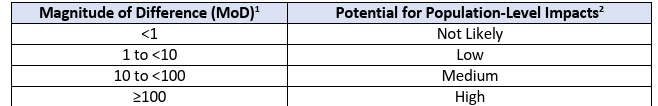 Magnitude of Difference (MoD)¹ Potential for Population-Level Impacts²
<1 Not Likely
1 to <10 Low
10 to <100 Medium
≥100 High